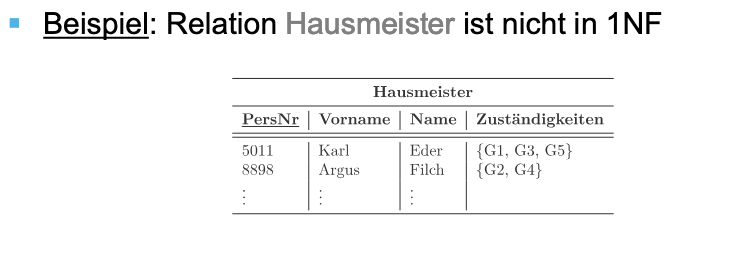 Beispiel: Relation Hausmeister ist nicht in 1NF
Hausmeister
PersNr Vorname Name Zuständigkeiten
5011 Karl Eder {G1, G3, G5}
8898 Argus Filch {G2, G4}
⋮ ⋮ ⋮